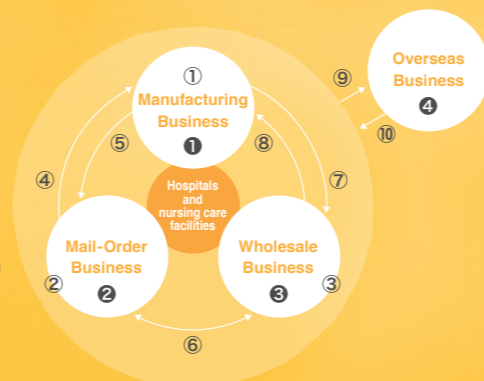 ①
Manufacturing
Business
❶
⑨
Overseas
Business
❹
⑩
⑤
⑧
④
⑦
Hospitals
and
nursing care
facilities
Mail-Order
Business
❷
②
Wholesale
Business
❸
③
⑥